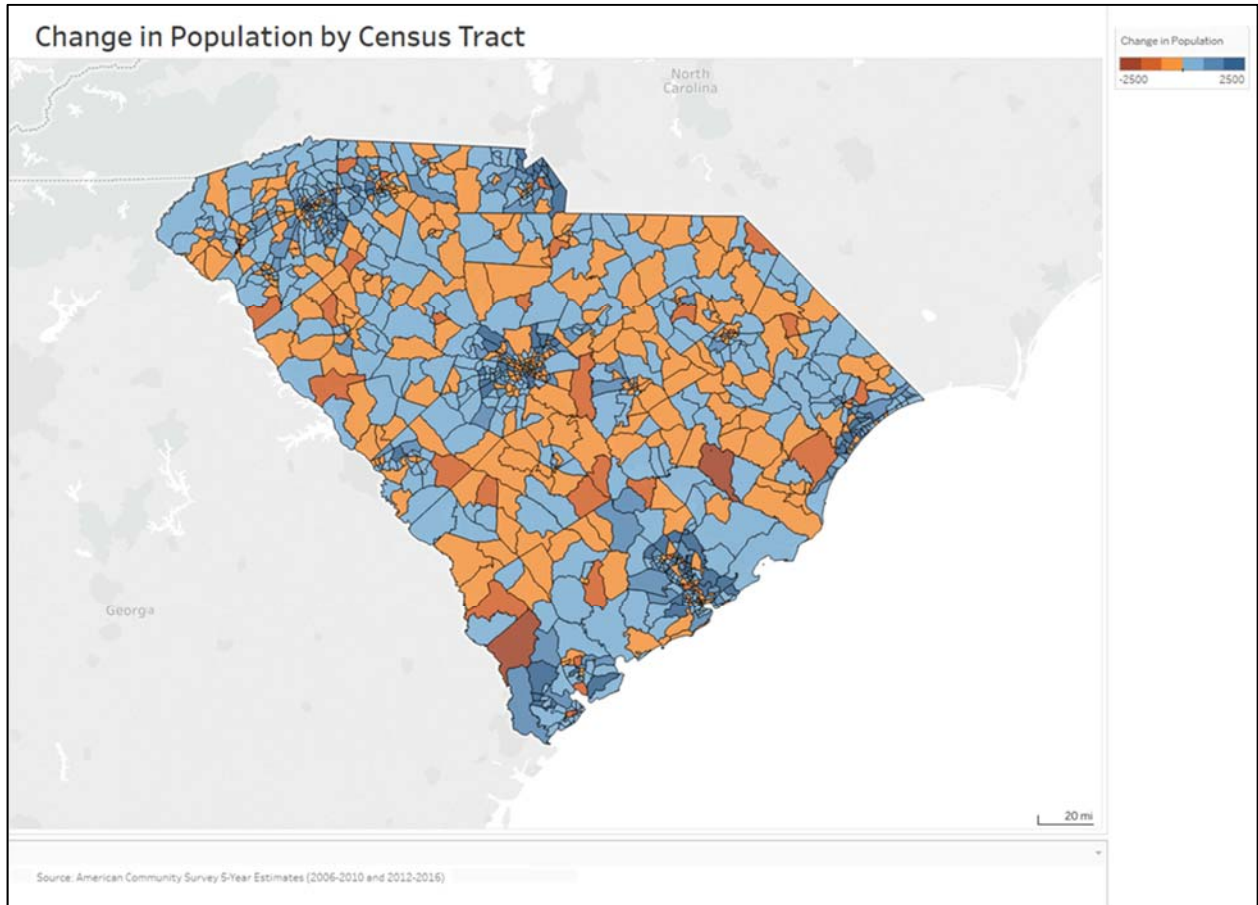 Change in Population by Census Tract
Change in Population
-2500 2500
North
Carolina
Georgia
20 mi
Source: American Community Survey 5-Year Estimates (2006-2010 and 2012-2016)